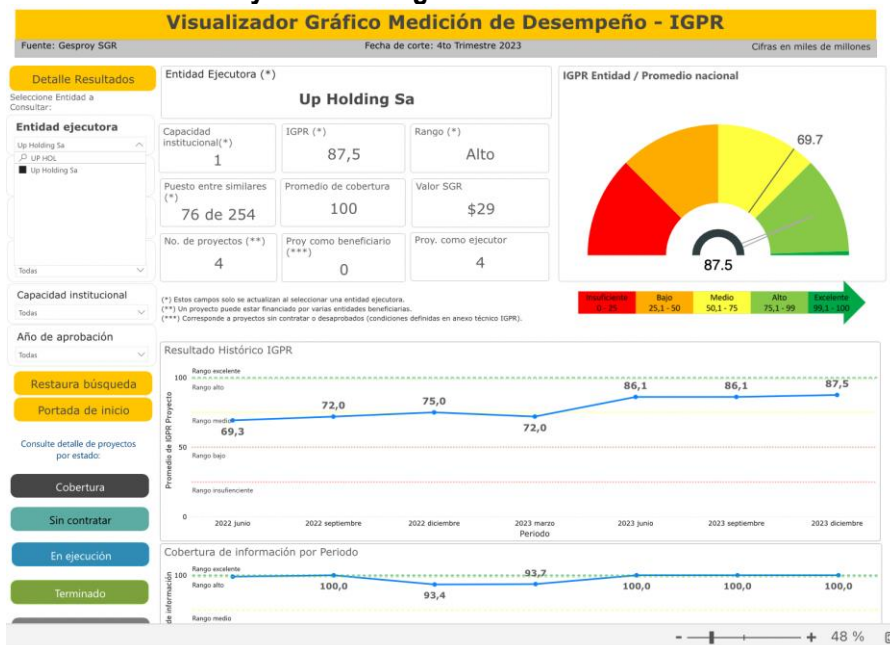 Visualizador Gráfico Medición de Desempeño - IGPR
Fuente: Gesproy SGR
Fecha de corte: 4to Trimestre 2023
Cifras en miles de millones
Detalle Resultados
Seleccione Entidad a
Consultar:
Entidad ejecutora
Up Holding Sa
UP HOL
Up Holding Sa
Todas
Capacidad institucional
Todas
Año de aprobación
Todas
Restaura búsqueda
Portada de inicio
Consulte detalle de proyectos
por estado:
Cobertura
Sin contratar
En ejecución
Terminado
Entidad Ejecutora (*)
Up Holding Sa
Capacidad
institucional(*)
1
IGPR (*)
87,5
Rango (*)
Alto
Puesto entre similares
(*)
76 de 254
Promedio de cobertura
100
Valor SGR
$29
No. de proyectos (**)
4
Proy como beneficiario
(***)
0
Proy. como ejecutor
4
(*) Estos campos solo se actualizan al seleccionar una entidad ejecutora.
(**) Un proyecto puede estar financiado por varias entidades beneficiarias.
(***) Corresponde a proyectos sin contratar o desaprobados (condiciones definidas en anexo técnico IGPR).
IGPR Entidad / Promedio nacional
69.7
87.5
Insuficiente
0 - 25
Bajo
25,1 - 50
Medio
50,1 - 75
Alto
75,1 - 99
Excelente
99,1 - 100
Resultado Histórico IGPR
Promedio de IGPR Proyecto
100
50
0
Rango excelente
Rango alto
Rango medio
Rango bajo
Rango insuficiente
69,3
72,0
75,0
72,0
86,1
86,1
87,5
2022 junio
2022 septiembre
2022 diciembre
2023 marzo
2023 junio
2023 septiembre
2023 diciembre
Periodo
Cobertura de información por Periodo
de información
100
Rango excelente
Rango alto
Rango medio
100,0
93,4
93,7
100,0
100,0
100,0
48 %